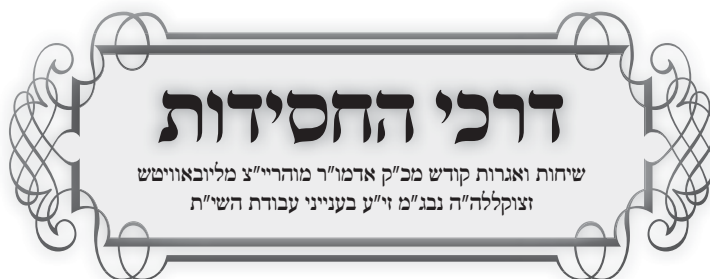 דרכי החסידות
שיחות ואגרות קודש מכ"ק אדמו"ר מוהריי"צ מליובאוויטש
זצוקללה"ה נבג"מ זי"ע בענייני עבודת השי"ת